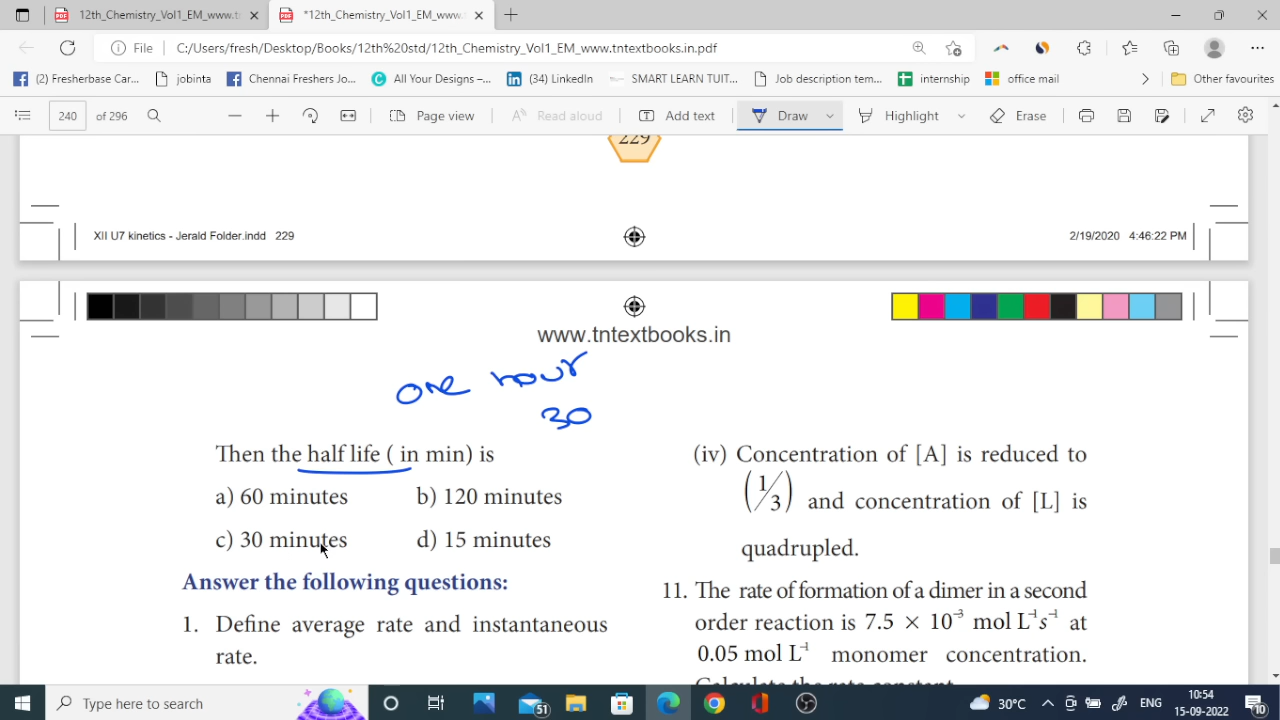 12th_Chemistry_Vol1_EM_www.t
*12th_Chemistry_Vol1_EM_www.
File
C:/Users/fresh/Desktop/Books/12th%20std/12th_Chemistry_Vol1_EM_www.tntextbooks.in.pdf
(2) Fresherbase Car...
jobinta
Chennai Freshers Jo...
All Your Designs –...
(34) LinkedIn
SMART LEARN TUIT...
Job description tem...
internship
office mail
Other favourites
240 of 296
Page view
Read aloud
Add text
Draw
Highlight
Erase
229
XII U7 kinetics - Jerald Folder.indd 229
2/19/2020 4:46:22 PM
www.tntextbooks.in
one hour
30
Then the half life ( in min) is
a) 60 minutes b) 120 minutes
c) 30 minutes d) 15 minutes
Answer the following questions:
1. Define average rate and instantaneous
rate.
(iv) Concentration of [A] is reduced to
(1/3) and concentration of [L] is
quadrupled.
11. The rate of formation of a dimer in a second
order reaction is 7.5 × 10⁻³ mol L⁻¹s⁻¹ at
0.05 mol L⁻¹ monomer concentration.
Calculate the rate constant.
Type here to search
51
30°C
ENG
10:54
15-09-2022
10